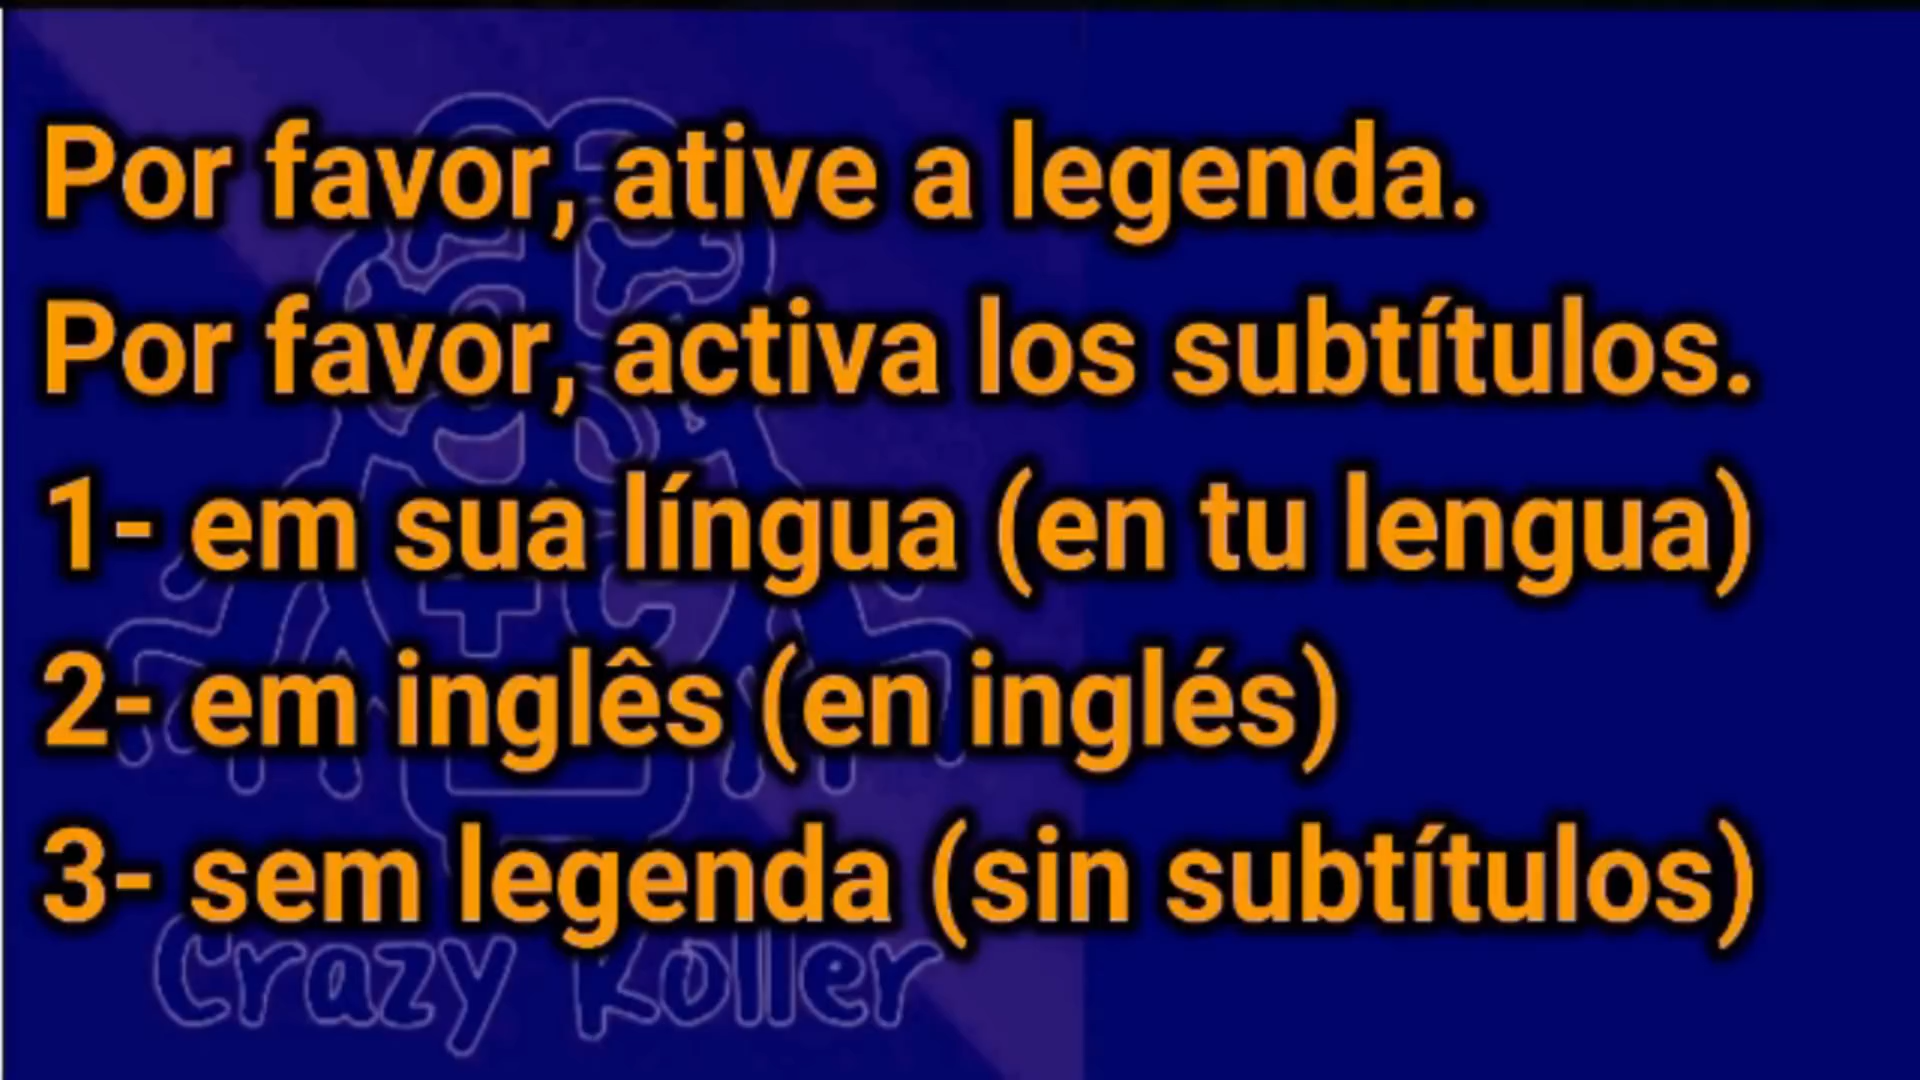 Por favor, ative a legenda.
Por favor, activa los subtítulos.
1- em sua língua (en tu lengua)
2- em inglês (en inglés)
3- sem legenda (sin subtítulos)
Crazy Koller